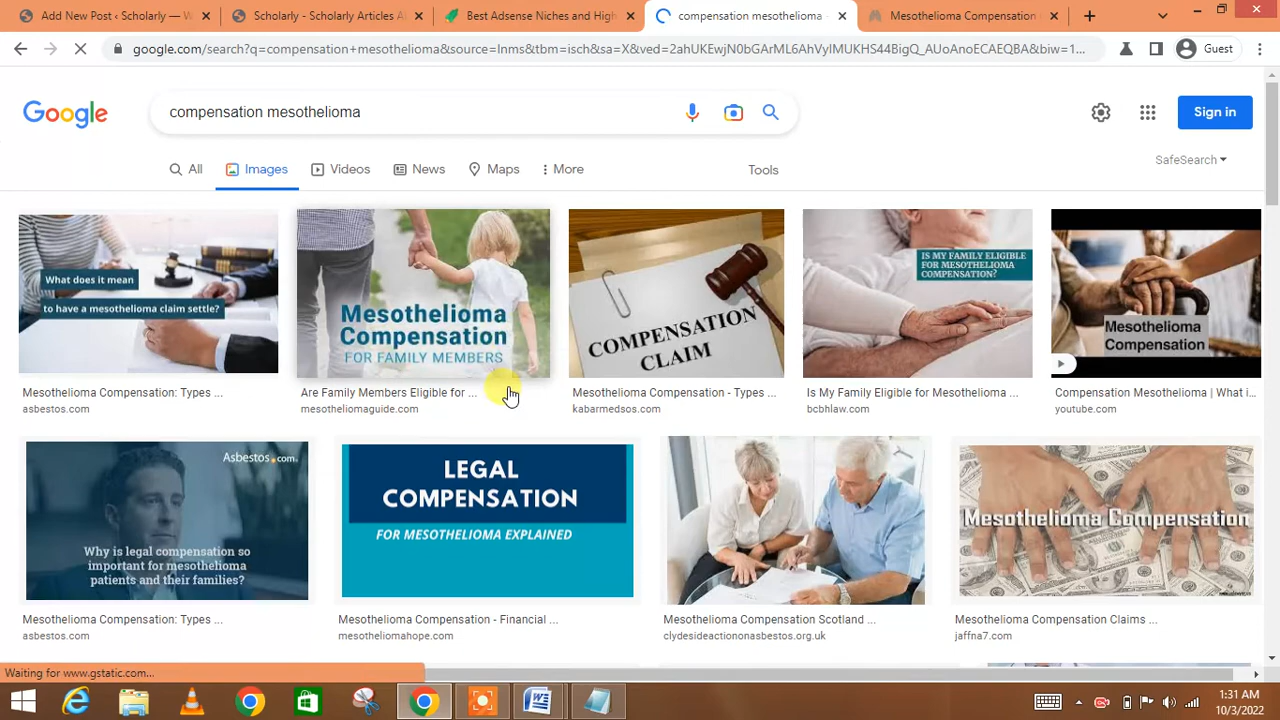 Add New Post ‹ Scholarly — W
Scholarly - Scholarly Articles A
Best Adsense Niches and High
compensation mesothelioma -
Mesothelioma Compensation
google.com/search?q=compensation+mesothelioma&source=lnms&tbm=isch&sa=X&ved=2ahUKEwjN0bGArML6AhVyIMUKHS44BigQ_AUoAnoECAEQBA&biw=1...
Guest
Google
compensation mesothelioma
Sign in
All
Images
Videos
News
Maps
More
Tools
SafeSearch
What does it mean
to have a mesothelioma claim settle?
Mesothelioma
Compensation
FOR FAMILY MEMBERS
COMPENSATION
CLAIM
IS MY FAMILY ELIGIBLE
FOR MESOTHELIOMA
COMPENSATION?
Mesothelioma
Compensation
Mesothelioma Compensation: Types ...
asbestos.com
Are Family Members Eligible for ...
mesotheliomaguide.com
Mesothelioma Compensation - Types ...
kabarmedsos.com
Is My Family Eligible for Mesothelioma ...
bcbhlaw.com
Compensation Mesothelioma | What i...
youtube.com
Asbestos.com
Why is legal compensation so
important for mesothelioma
patients and their families?
LEGAL
COMPENSATION
FOR MESOTHELIOMA EXPLAINED
Mesothelioma Compensation
Mesothelioma Compensation: Types ...
asbestos.com
Mesothelioma Compensation - Financial ...
mesotheliomahope.com
Mesothelioma Compensation Scotland ...
clydesideactiononasbestos.org.uk
Mesothelioma Compensation Claims ...
jaffna7.com
Waiting for www.gstatic.com...
1:31 AM
10/3/2022